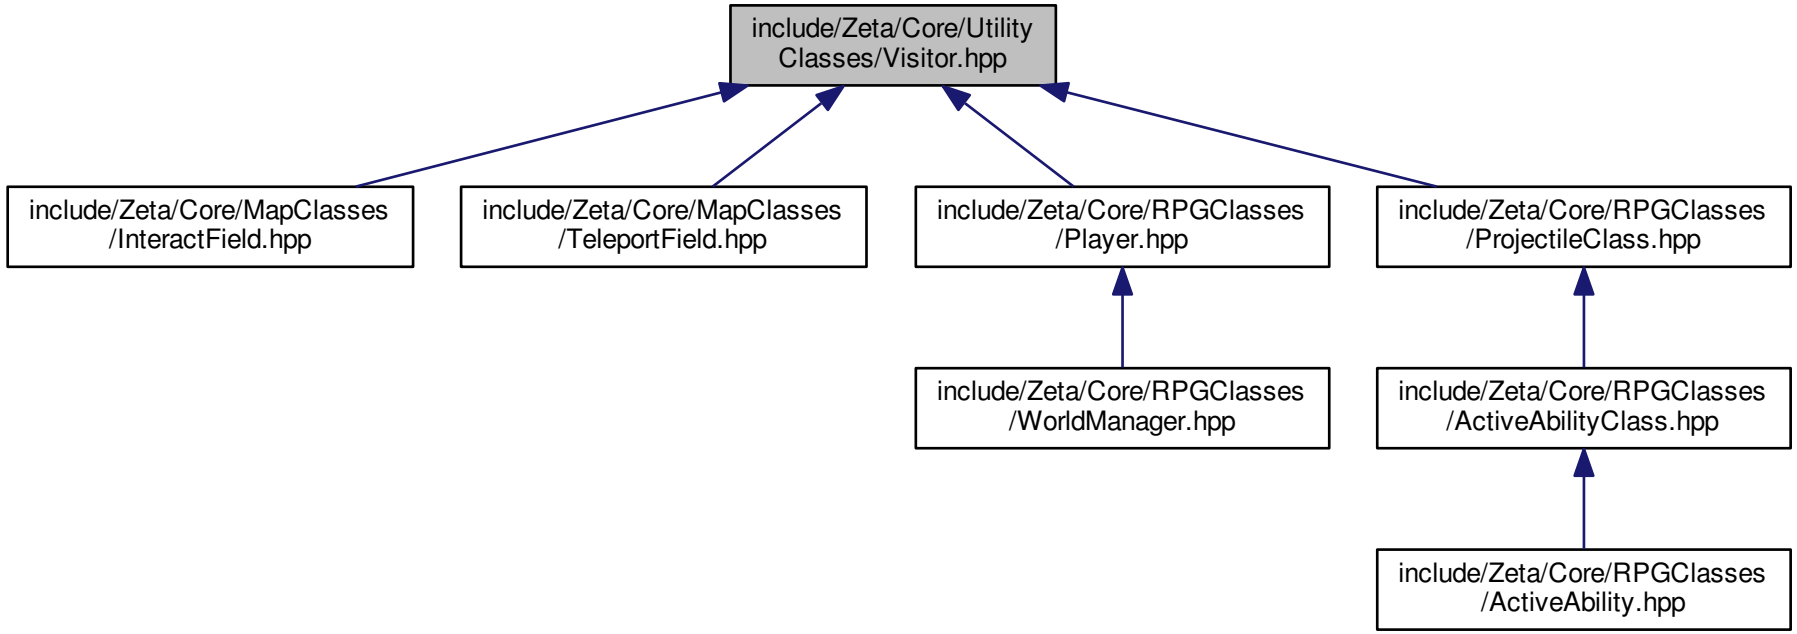 include/Zeta/Core/Utility
Classes/Visitor.hpp
include/Zeta/Core/MapClasses
/InteractField.hpp
include/Zeta/Core/MapClasses
/TeleportField.hpp
include/Zeta/Core/RPGClasses
/Player.hpp
include/Zeta/Core/RPGClasses
/ProjectileClass.hpp
include/Zeta/Core/RPGClasses
/WorldManager.hpp
include/Zeta/Core/RPGClasses
/ActiveAbilityClass.hpp
include/Zeta/Core/RPGClasses
/ActiveAbility.hpp